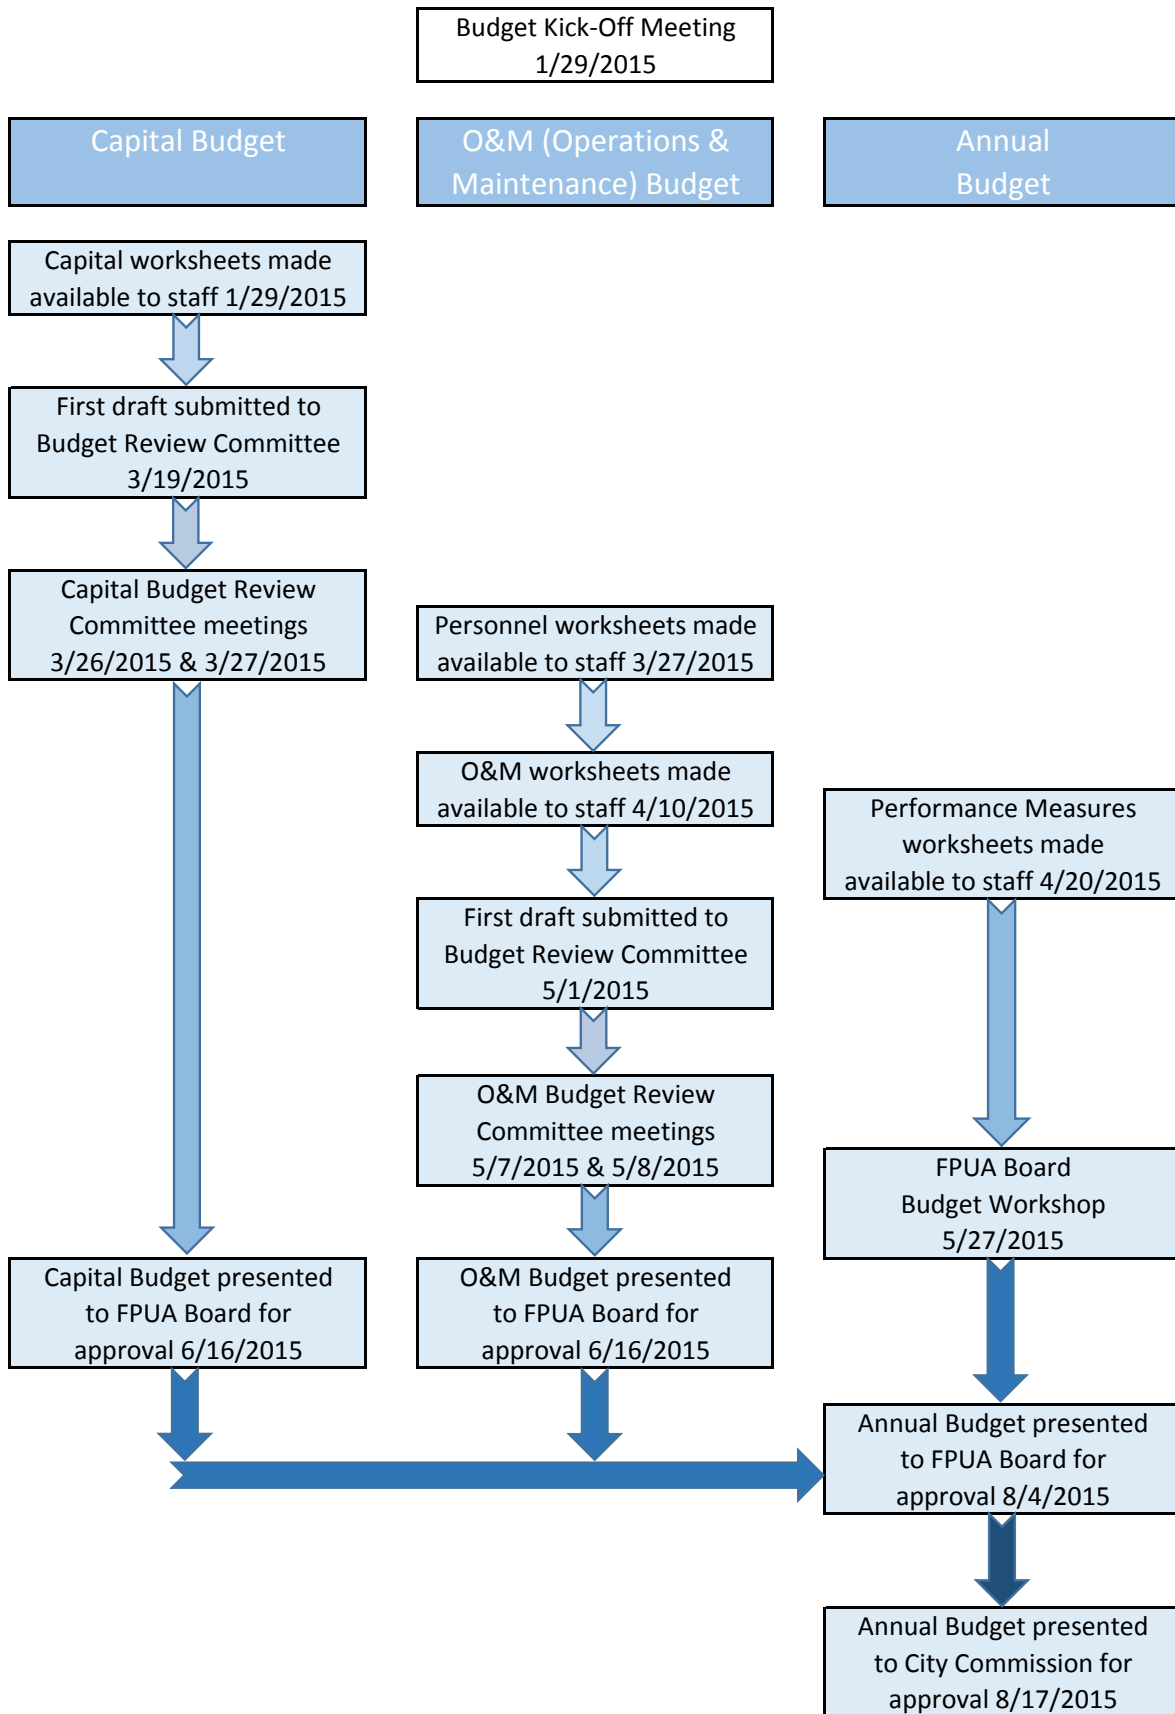 Budget Kick-Off Meeting
1/29/2015
Capital Budget
O&M (Operations &
Maintenance) Budget
Annual
Budget
Capital worksheets made
available to staff 1/29/2015
First draft submitted to
Budget Review Committee
3/19/2015
Capital Budget Review
Committee meetings
3/26/2015 & 3/27/2015
Capital Budget presented
to FPUA Board for
approval 6/16/2015
Personnel worksheets made
available to staff 3/27/2015
O&M worksheets made
available to staff 4/10/2015
First draft submitted to
Budget Review Committee
5/1/2015
O&M Budget Review
Committee meetings
5/7/2015 & 5/8/2015
O&M Budget presented
to FPUA Board for
approval 6/16/2015
Performance Measures
worksheets made
available to staff 4/20/2015
FPUA Board
Budget Workshop
5/27/2015
Annual Budget presented
to FPUA Board for
approval 8/4/2015
Annual Budget presented
to City Commission for
approval 8/17/2015